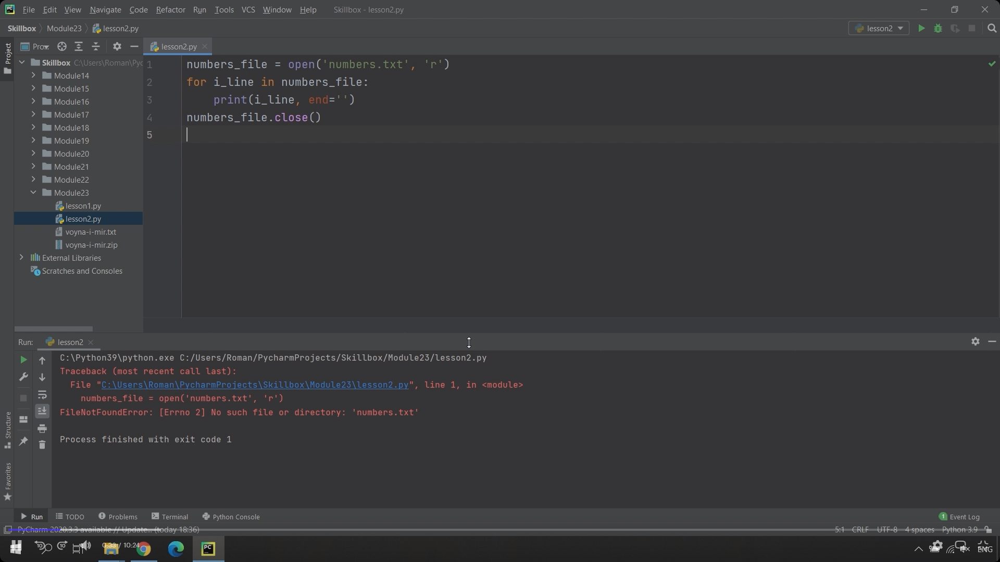 File Edit View Navigate Code Refactor Run Tools VCS Window Help Skillbox - lesson2.py
Skillbox Module23 lesson2.py lesson2
Project
Pro... lesson2.py
Skillbox C:\Users\Roman\Pyc
Module14
Module15
Module16
Module17
Module18
Module19
Module20
Module21
Module22
Module23
lesson1.py
lesson2.py
voyna-i-mir.txt
voyna-i-mir.zip
External Libraries
Scratches and Consoles
1 numbers_file = open('numbers.txt', 'r')
2 for i_line in numbers_file:
3 print(i_line, end='')
4 numbers_file.close()
5
Run: lesson2
C:\Python39\python.exe C:/Users/Roman/PycharmProjects/Skillbox/Module23/lesson2.py
Traceback (most recent call last):
File "C:\Users\Roman\PycharmProjects\Skillbox\Module23\lesson2.py", line 1, in <module>
numbers_file = open('numbers.txt', 'r')
FileNotFoundError: [Errno 2] No such file or directory: 'numbers.txt'
Process finished with exit code 1
Structure
Favorites
Run TODO Problems Terminal Python Console 1 Event Log
PyCharm 2020.3.3 available // Update... (today 18:36) 5:1 CRLF UTF-8 4 spaces Python 3.9
10 10 0:33 / 10:24 PC ENG